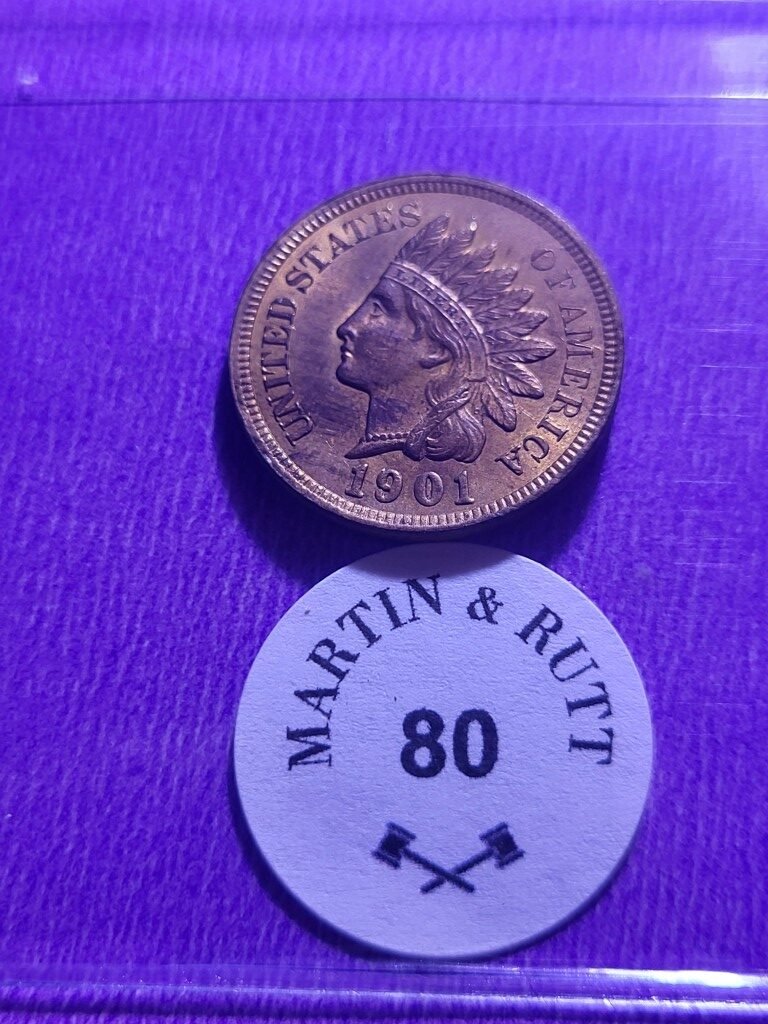 UNITED STATES OF AMERICA
LIBERTY
1901
MARTIN & RUTT
80